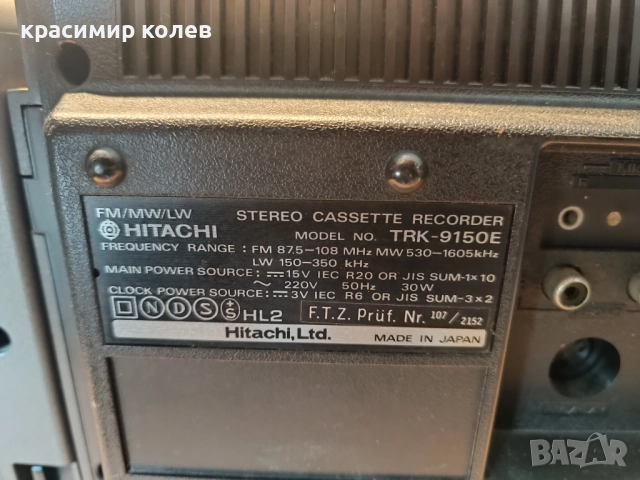 красимир колев
FM/MW/LW STEREO CASSETTE RECORDER
HITACHI MODEL NO. TRK-9150E
FREQUENCY RANGE : FM 87.5-108 MHz MW 530-1605kHz
LW 150-350 kHz
MAIN POWER SOURCE : ⎓ 15V IEC R20 OR JIS SUM-1×10
~ 220V 50Hz 30W
CLOCK POWER SOURCE : ⎓ 3V IEC R6 OR JIS SUM-3×2
N D S S HL2 F.T.Z. Prüf. Nr. 107/2152
Hitachi, Ltd. MADE IN JAPAN
BAZAR